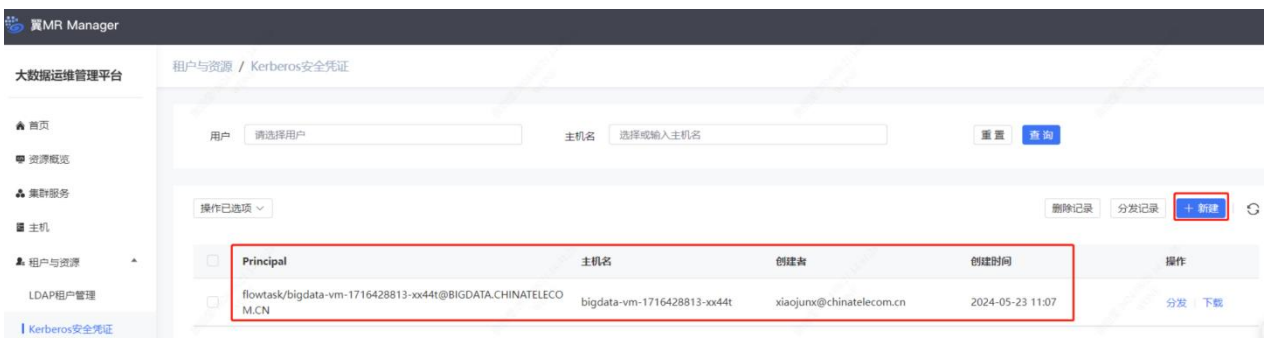 翼MR Manager
大数据运维管理平台
租户与资源 / Kerberos安全凭证
首页
资源概览
集群服务
主机
租户与资源
LDAP租户管理
Kerberos安全凭证
用户 请选择用户 主机名 选择或输入主机名 重置 查询
操作已选项 删除记录 分发记录 + 新建
Principal 主机名 创建者 创建时间 操作
flowtask/bigdata-vm-1716428813-xx44t@BIGDATA.CHINATELECO
M.CN
bigdata-vm-1716428813-xx44t xiaojunx@chinatelecom.cn 2024-05-23 11:07 分发 下载